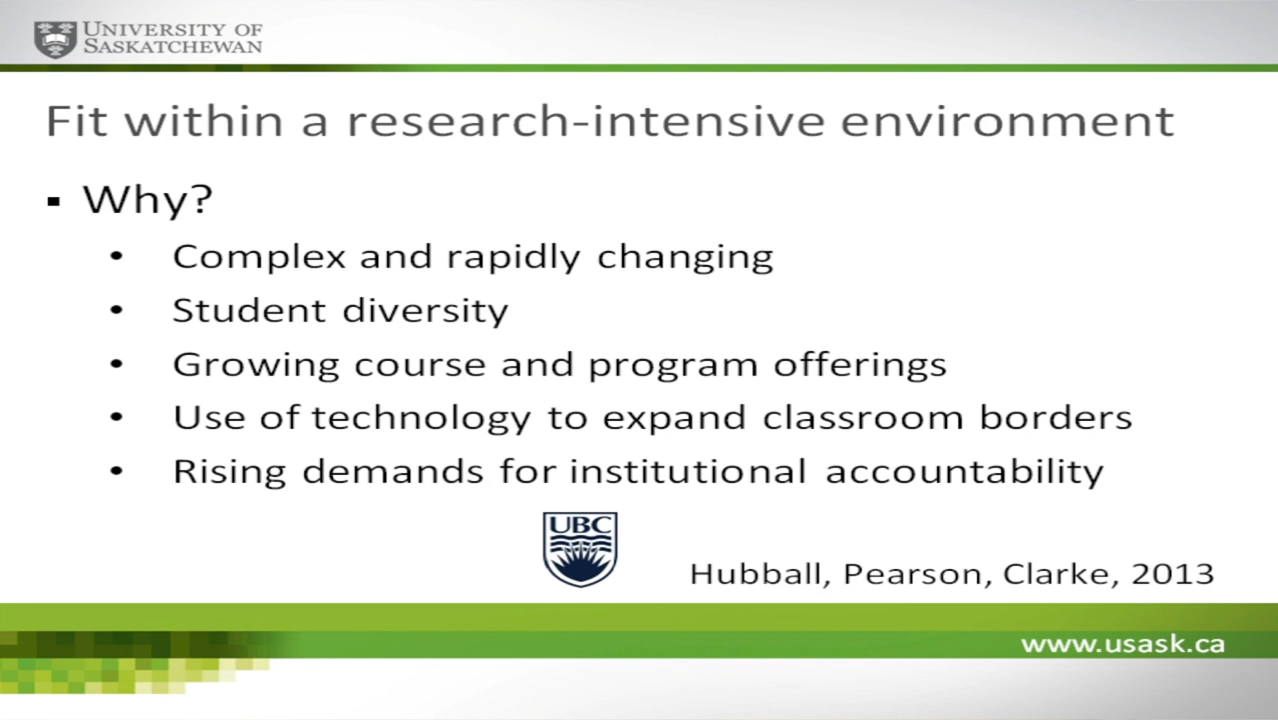 UNIVERSITY OF
SASKATCHEWAN
Fit within a research-intensive environment
▪ Why?
• Complex and rapidly changing
• Student diversity
• Growing course and program offerings
• Use of technology to expand classroom borders
• Rising demands for institutional accountability
UBC
Hubball, Pearson, Clarke, 2013
www.usask.ca